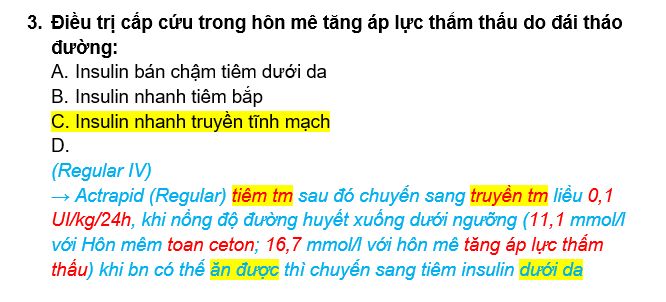 3. Điều trị cấp cứu trong hôn mê tăng áp lực thấm thấu do đái tháo
đường:
A. Insulin bán chậm tiêm dưới da
B. Insulin nhanh tiêm bắp
C. Insulin nhanh truyền tĩnh mạch
D.
(Regular IV)
→ Actrapid (Regular) tiêm tm sau đó chuyển sang truyền tm liều 0,1
UI/kg/24h, khi nồng độ đường huyết xuống dưới ngưỡng (11,1 mmol/l
với Hôn mêm toan ceton; 16,7 mmol/l với hôn mê tăng áp lực thấm
thấu) khi bn có thể ăn được thì chuyển sang tiêm insulin dưới da